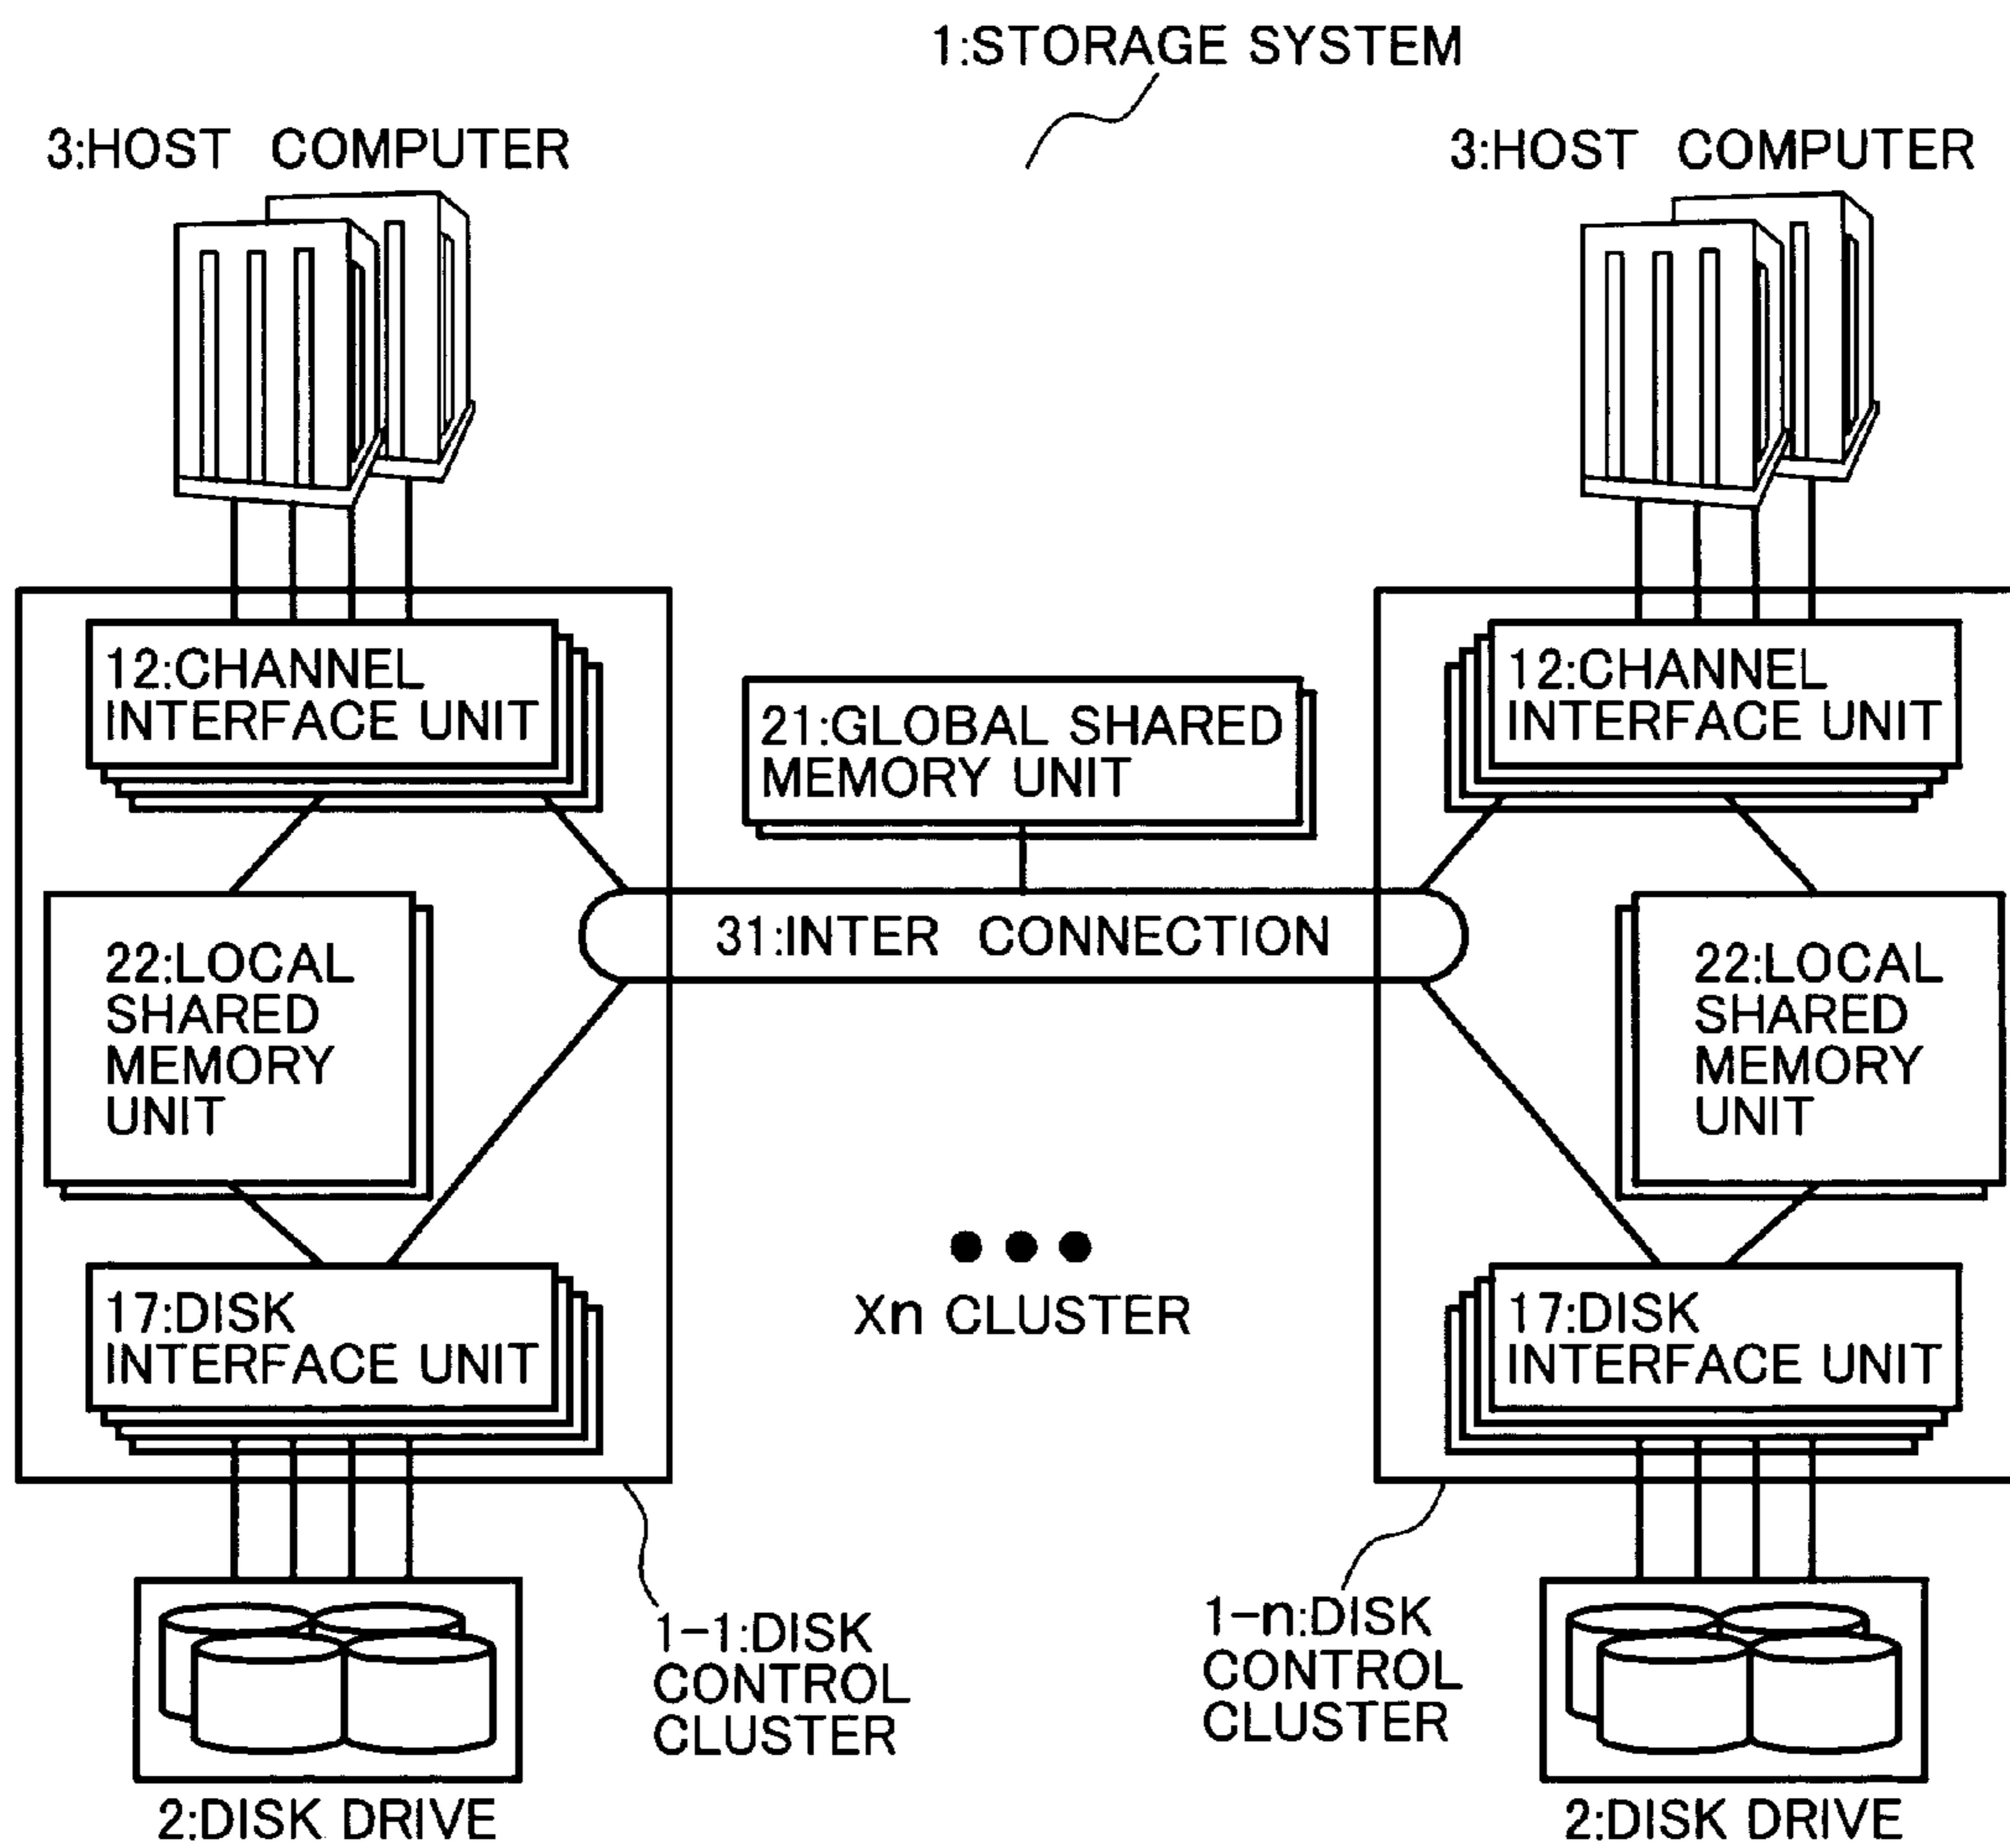 1:STORAGE SYSTEM
3:HOST COMPUTER
3:HOST COMPUTER
12:CHANNEL
INTERFACE UNIT
21:GLOBAL SHARED
MEMORY UNIT
12:CHANNEL
INTERFACE UNIT
31:INTER CONNECTION
22:LOCAL
SHARED
MEMORY
UNIT
22:LOCAL
SHARED
MEMORY
UNIT
17:DISK
INTERFACE UNIT
Xn CLUSTER
17:DISK
INTERFACE UNIT
1-1:DISK
CONTROL
CLUSTER
1-n:DISK
CONTROL
CLUSTER
2:DISK DRIVE
2:DISK DRIVE